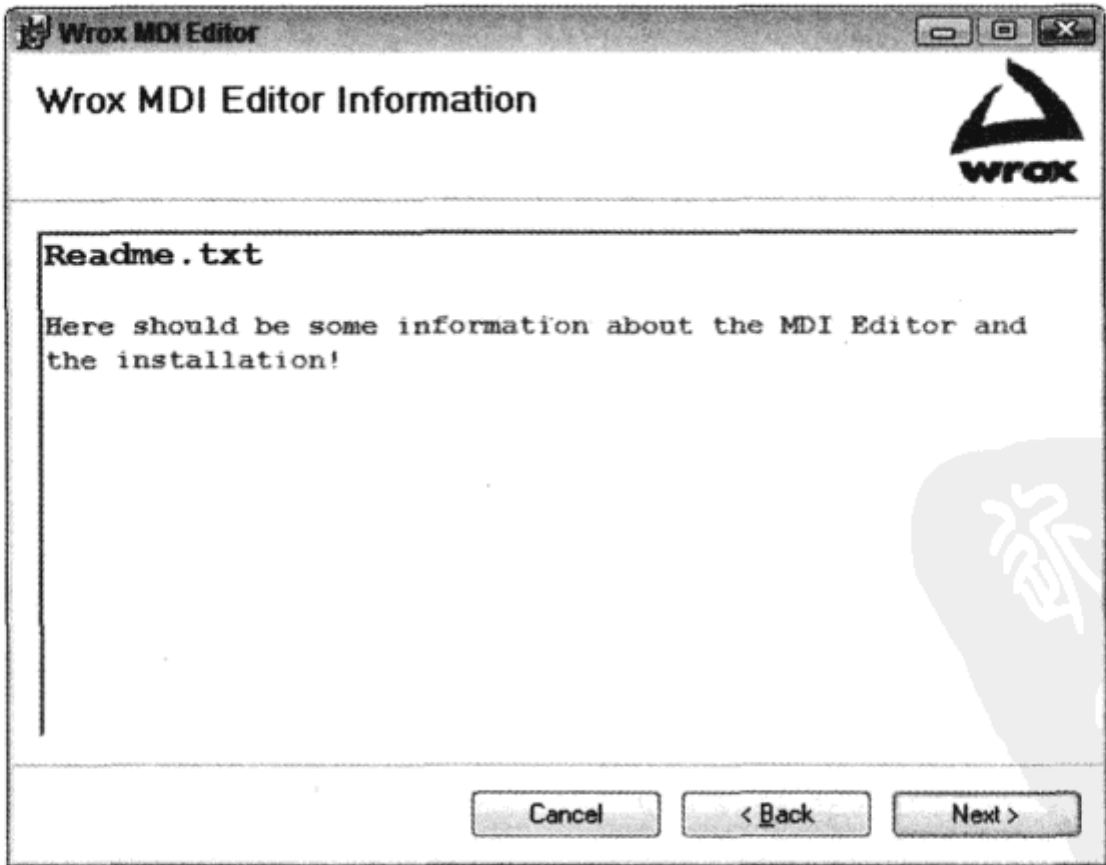 Wrox MDI Editor
Wrox MDI Editor Information
wrox
Readme.txt
Here should be some information about the MDI Editor and
the installation!
Cancel
< Back
Next >